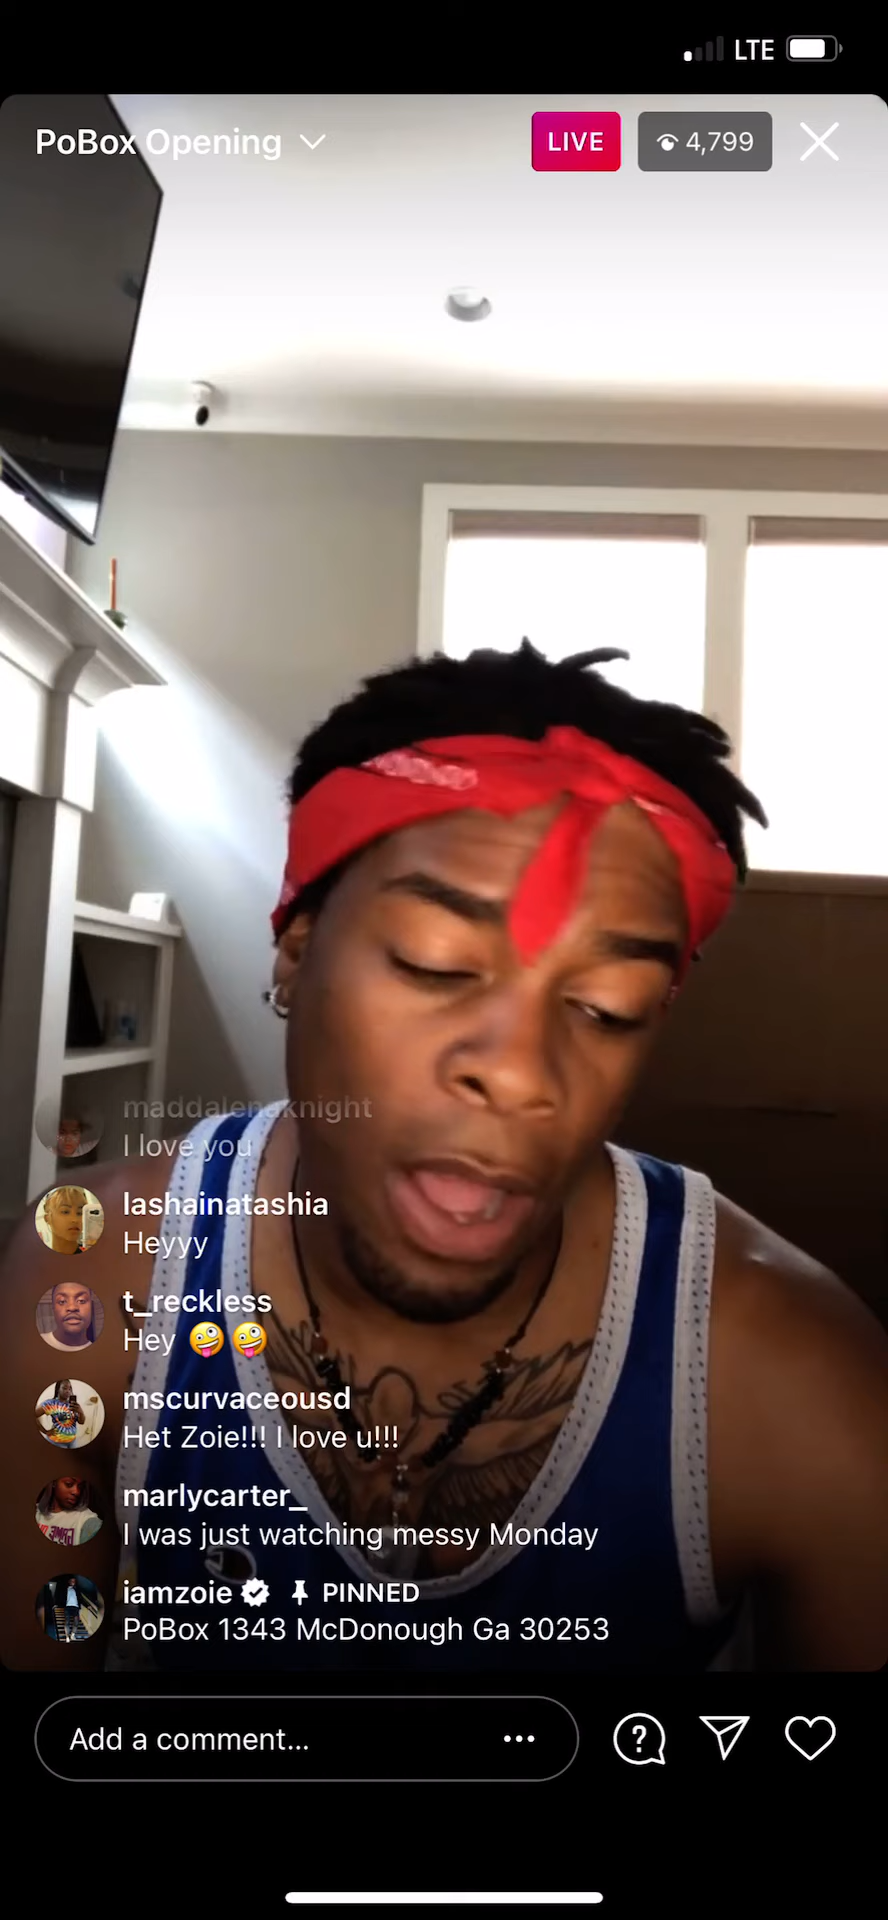 LTE
PoBox Opening
LIVE
4,799
maddalenaknight
I love you
lashainatashia
Heyyy
t_reckless
Hey 🤪🤪
mscurvaceousd
Het Zoie!!! I love u!!!
marlycarter_
I was just watching messy Monday
iamzoie PINNED
PoBox 1343 McDonough Ga 30253
Add a comment...